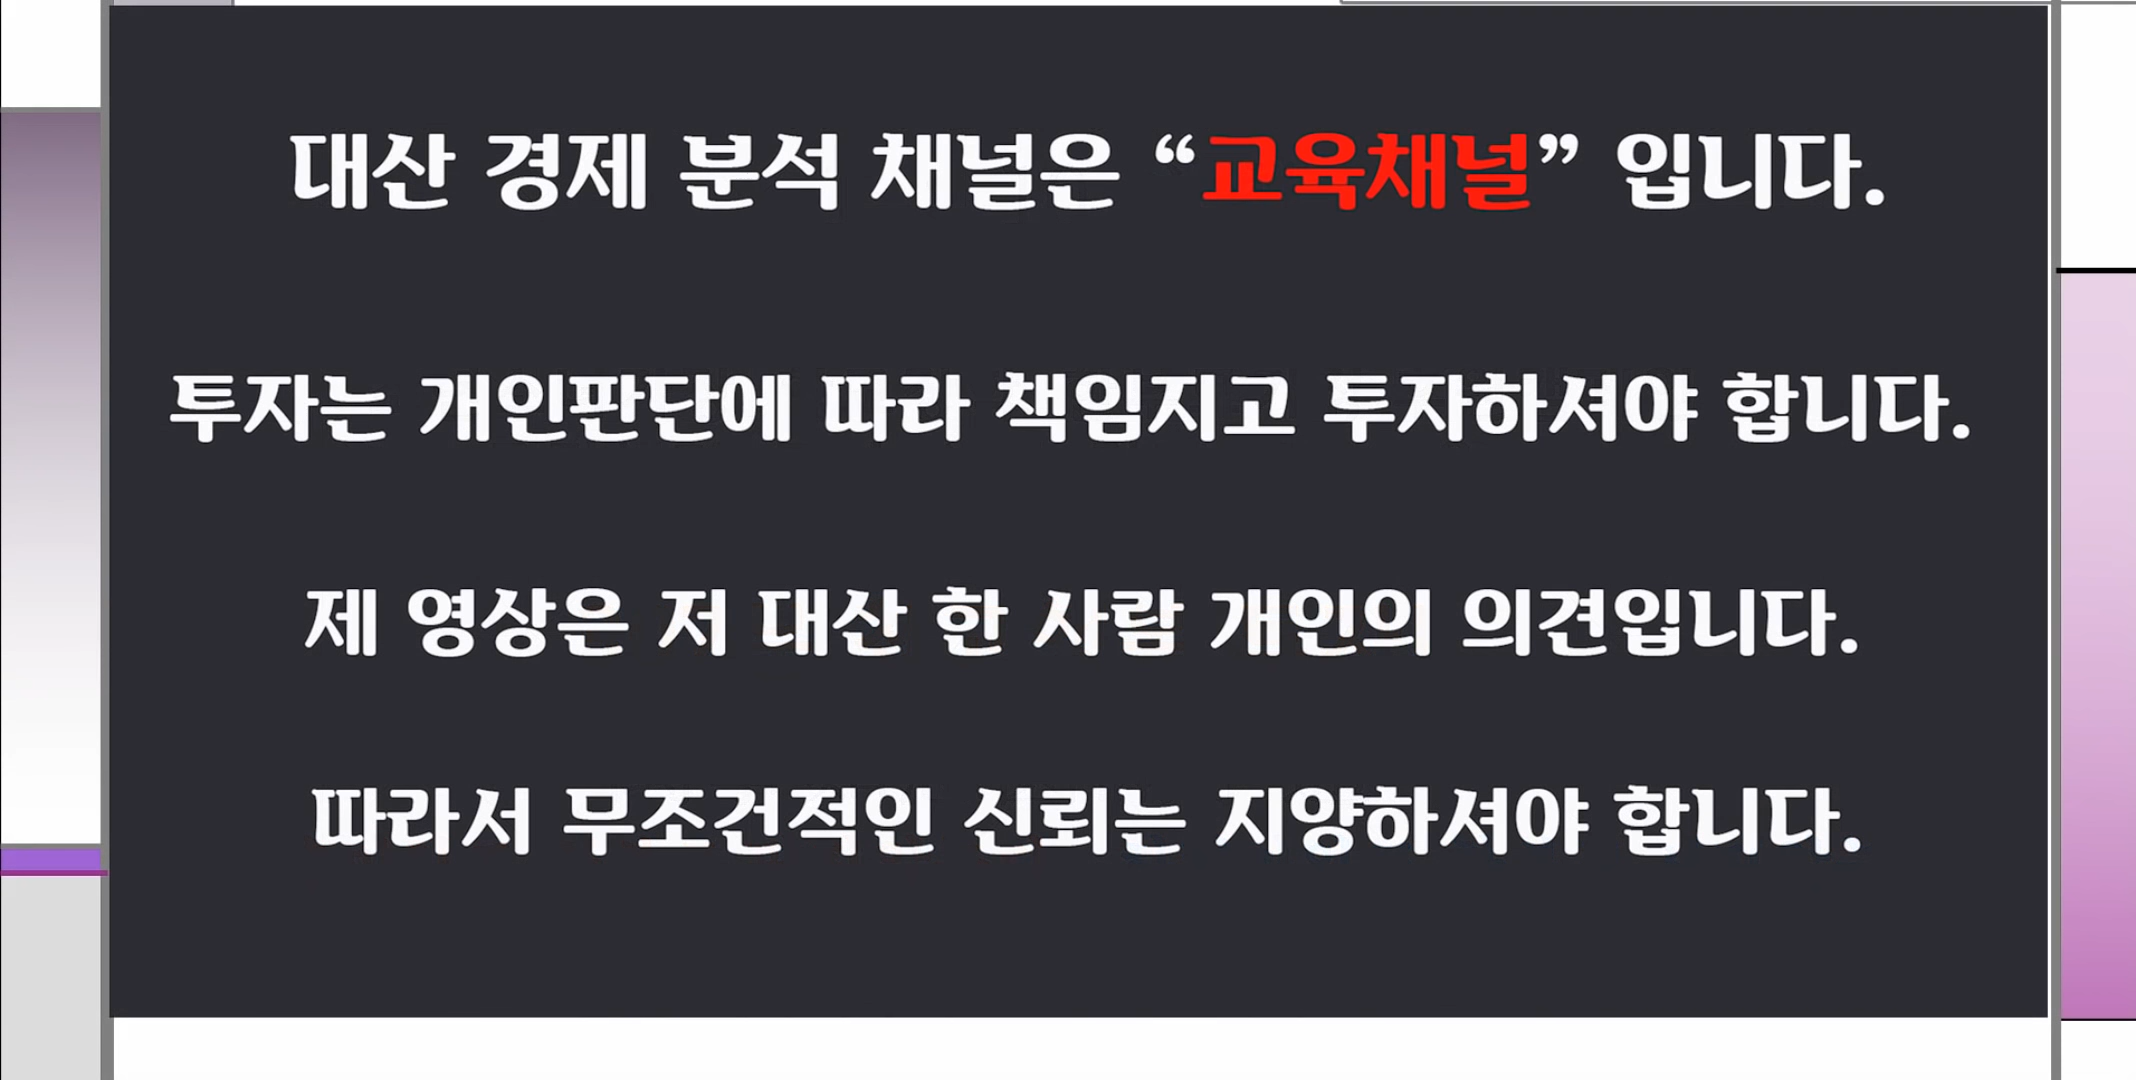 대산 경제 분석 채널은 “교육채널” 입니다.
투자는 개인판단에 따라 책임지고 투자하셔야 합니다.
제 영상은 저 대산 한 사람 개인의 의견입니다.
따라서 무조건적인 신뢰는 지양하셔야 합니다.